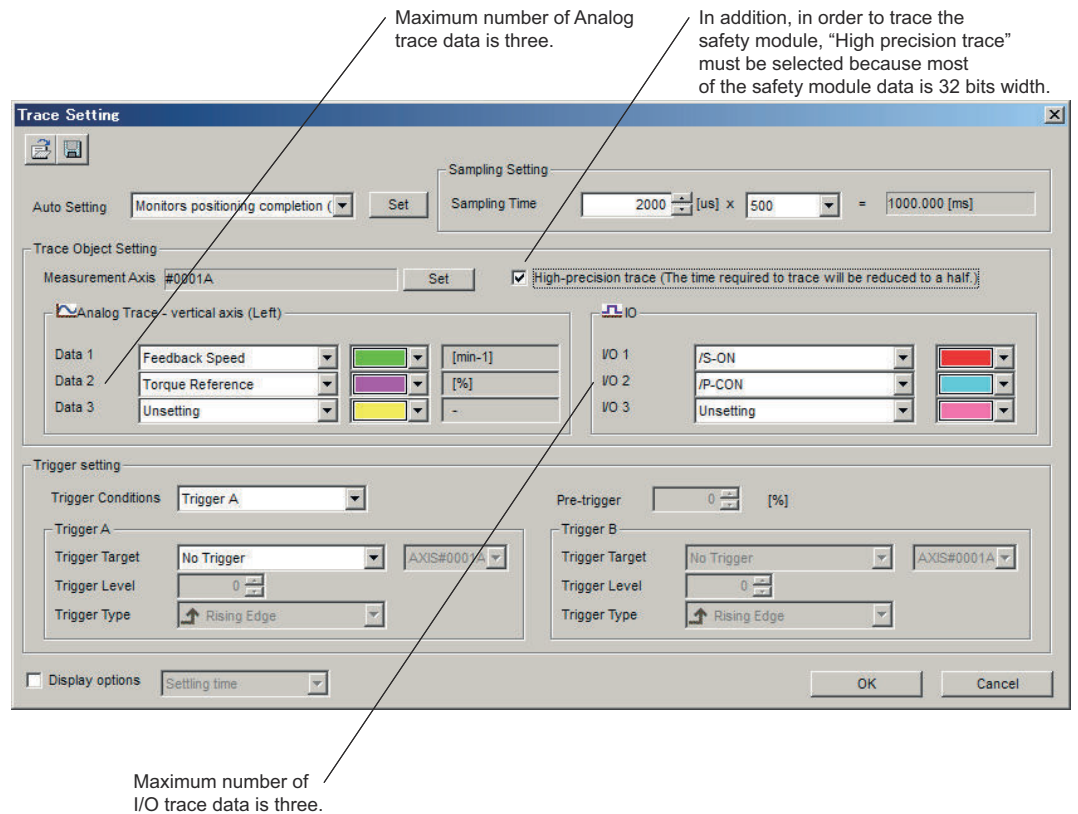 Maximum number of Analog
trace data is three.
In addition, in order to trace the
safety module, “High precision trace”
must be selected because most
of the safety module data is 32 bits width.
Trace Setting
Sampling Setting
Auto Setting Monitors positioning completion ( Set Sampling Time 2000 [us] x 500 = 1000.000 [ms]
Trace Object Setting
Measurement Axis #0001A Set High-precision trace (The time required to trace will be reduced to a half.)
Analog Trace - vertical axis (Left)
Data 1 Feedback Speed [min-1]
Data 2 Torque Reference [%]
Data 3 Unsetting -
IO
I/O 1 /S-ON
I/O 2 /P-CON
I/O 3 Unsetting
Trigger setting
Trigger Conditions Trigger A Pre-trigger 0 [%]
Trigger A
Trigger Target No Trigger AXIS#0001A
Trigger Level 0
Trigger Type Rising Edge
Trigger B
Trigger Target No Trigger AXIS#0001A
Trigger Level 0
Trigger Type Rising Edge
Display options Settling time OK Cancel
Maximum number of
I/O trace data is three.